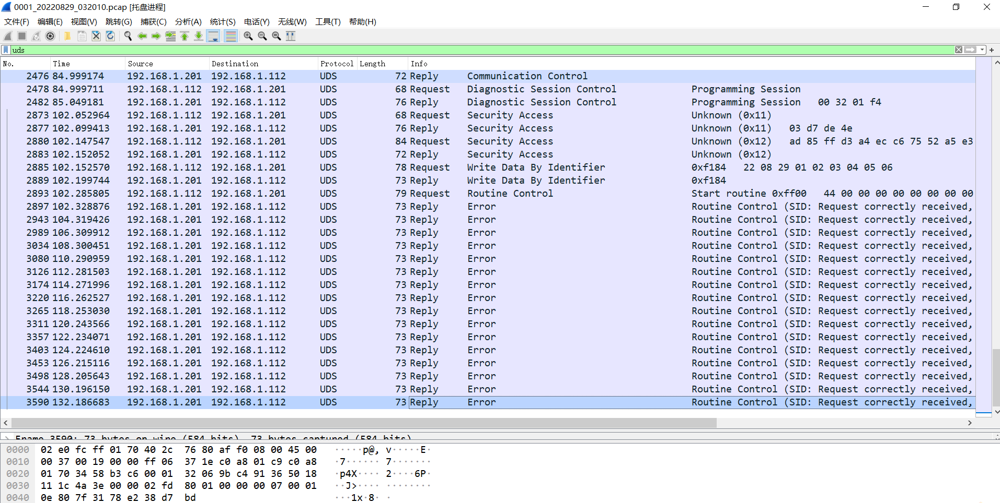 0001_20220829_032010.pcap [托盘进程]
文件(F) 编辑(E) 视图(V) 跳转(G) 捕获(C) 分析(A) 统计(S) 电话(Y) 无线(W) 工具(T) 帮助(H)
uds
No. Time Source Destination Protocol Length Info
2476 84.999174 192.168.1.201 192.168.1.112 UDS 72 Reply Communication Control
2478 84.999711 192.168.1.112 192.168.1.201 UDS 68 Request Diagnostic Session Control Programming Session
2482 85.049181 192.168.1.201 192.168.1.112 UDS 76 Reply Diagnostic Session Control Programming Session 00 32 01 f4
2873 102.052964 192.168.1.112 192.168.1.201 UDS 68 Request Security Access Unknown (0x11)
2877 102.099413 192.168.1.201 192.168.1.112 UDS 76 Reply Security Access Unknown (0x11) 03 d7 de 4e
2880 102.147547 192.168.1.112 192.168.1.201 UDS 84 Request Security Access Unknown (0x12) ad 85 ff d3 a4 ec c6 75 52 a5 e3
2883 102.152052 192.168.1.201 192.168.1.112 UDS 72 Reply Security Access Unknown (0x12)
2885 102.152570 192.168.1.112 192.168.1.201 UDS 78 Request Write Data By Identifier 0xf184 22 08 29 01 02 03 04 05 06
2889 102.199744 192.168.1.201 192.168.1.112 UDS 73 Reply Write Data By Identifier 0xf184
2893 102.285805 192.168.1.112 192.168.1.201 UDS 79 Request Routine Control Start routine 0xff00 44 00 00 00 00 00 00 00 00
2897 102.328876 192.168.1.201 192.168.1.112 UDS 73 Reply Error Routine Control (SID: Request correctly received,
2943 104.319426 192.168.1.201 192.168.1.112 UDS 73 Reply Error Routine Control (SID: Request correctly received,
2989 106.309912 192.168.1.201 192.168.1.112 UDS 73 Reply Error Routine Control (SID: Request correctly received,
3034 108.300451 192.168.1.201 192.168.1.112 UDS 73 Reply Error Routine Control (SID: Request correctly received,
3080 110.290959 192.168.1.201 192.168.1.112 UDS 73 Reply Error Routine Control (SID: Request correctly received,
3126 112.281503 192.168.1.201 192.168.1.112 UDS 73 Reply Error Routine Control (SID: Request correctly received,
3174 114.271996 192.168.1.201 192.168.1.112 UDS 73 Reply Error Routine Control (SID: Request correctly received,
3220 116.262527 192.168.1.201 192.168.1.112 UDS 73 Reply Error Routine Control (SID: Request correctly received,
3265 118.253030 192.168.1.201 192.168.1.112 UDS 73 Reply Error Routine Control (SID: Request correctly received,
3311 120.243566 192.168.1.201 192.168.1.112 UDS 73 Reply Error Routine Control (SID: Request correctly received,
3357 122.234071 192.168.1.201 192.168.1.112 UDS 73 Reply Error Routine Control (SID: Request correctly received,
3403 124.224610 192.168.1.201 192.168.1.112 UDS 73 Reply Error Routine Control (SID: Request correctly received,
3453 126.215116 192.168.1.201 192.168.1.112 UDS 73 Reply Error Routine Control (SID: Request correctly received,
3498 128.205643 192.168.1.201 192.168.1.112 UDS 73 Reply Error Routine Control (SID: Request correctly received,
3544 130.196150 192.168.1.201 192.168.1.112 UDS 73 Reply Error Routine Control (SID: Request correctly received,
3590 132.186683 192.168.1.201 192.168.1.112 UDS 73 Reply Error Routine Control (SID: Request correctly received,
Frame 3590: 73 bytes on wire (584 bits), 73 bytes captured (584 bits)
0000 02 e0 fc ff 01 70 40 2c 76 80 af f0 08 00 45 00 ·····p@, v·····E·
0010 00 37 00 19 00 00 ff 06 37 1e c0 a8 01 c9 c0 a8 ·7······ 7·······
0020 01 70 34 58 b3 c6 00 01 32 06 9b c4 91 36 50 18 ·p4X···· 2····6P·
0030 11 1c 4a 3e 00 00 02 fd 80 01 00 00 00 07 00 01 ··J>···· ········
0040 0e 80 7f 31 78 e2 38 d7 bd ···1x·8· ·